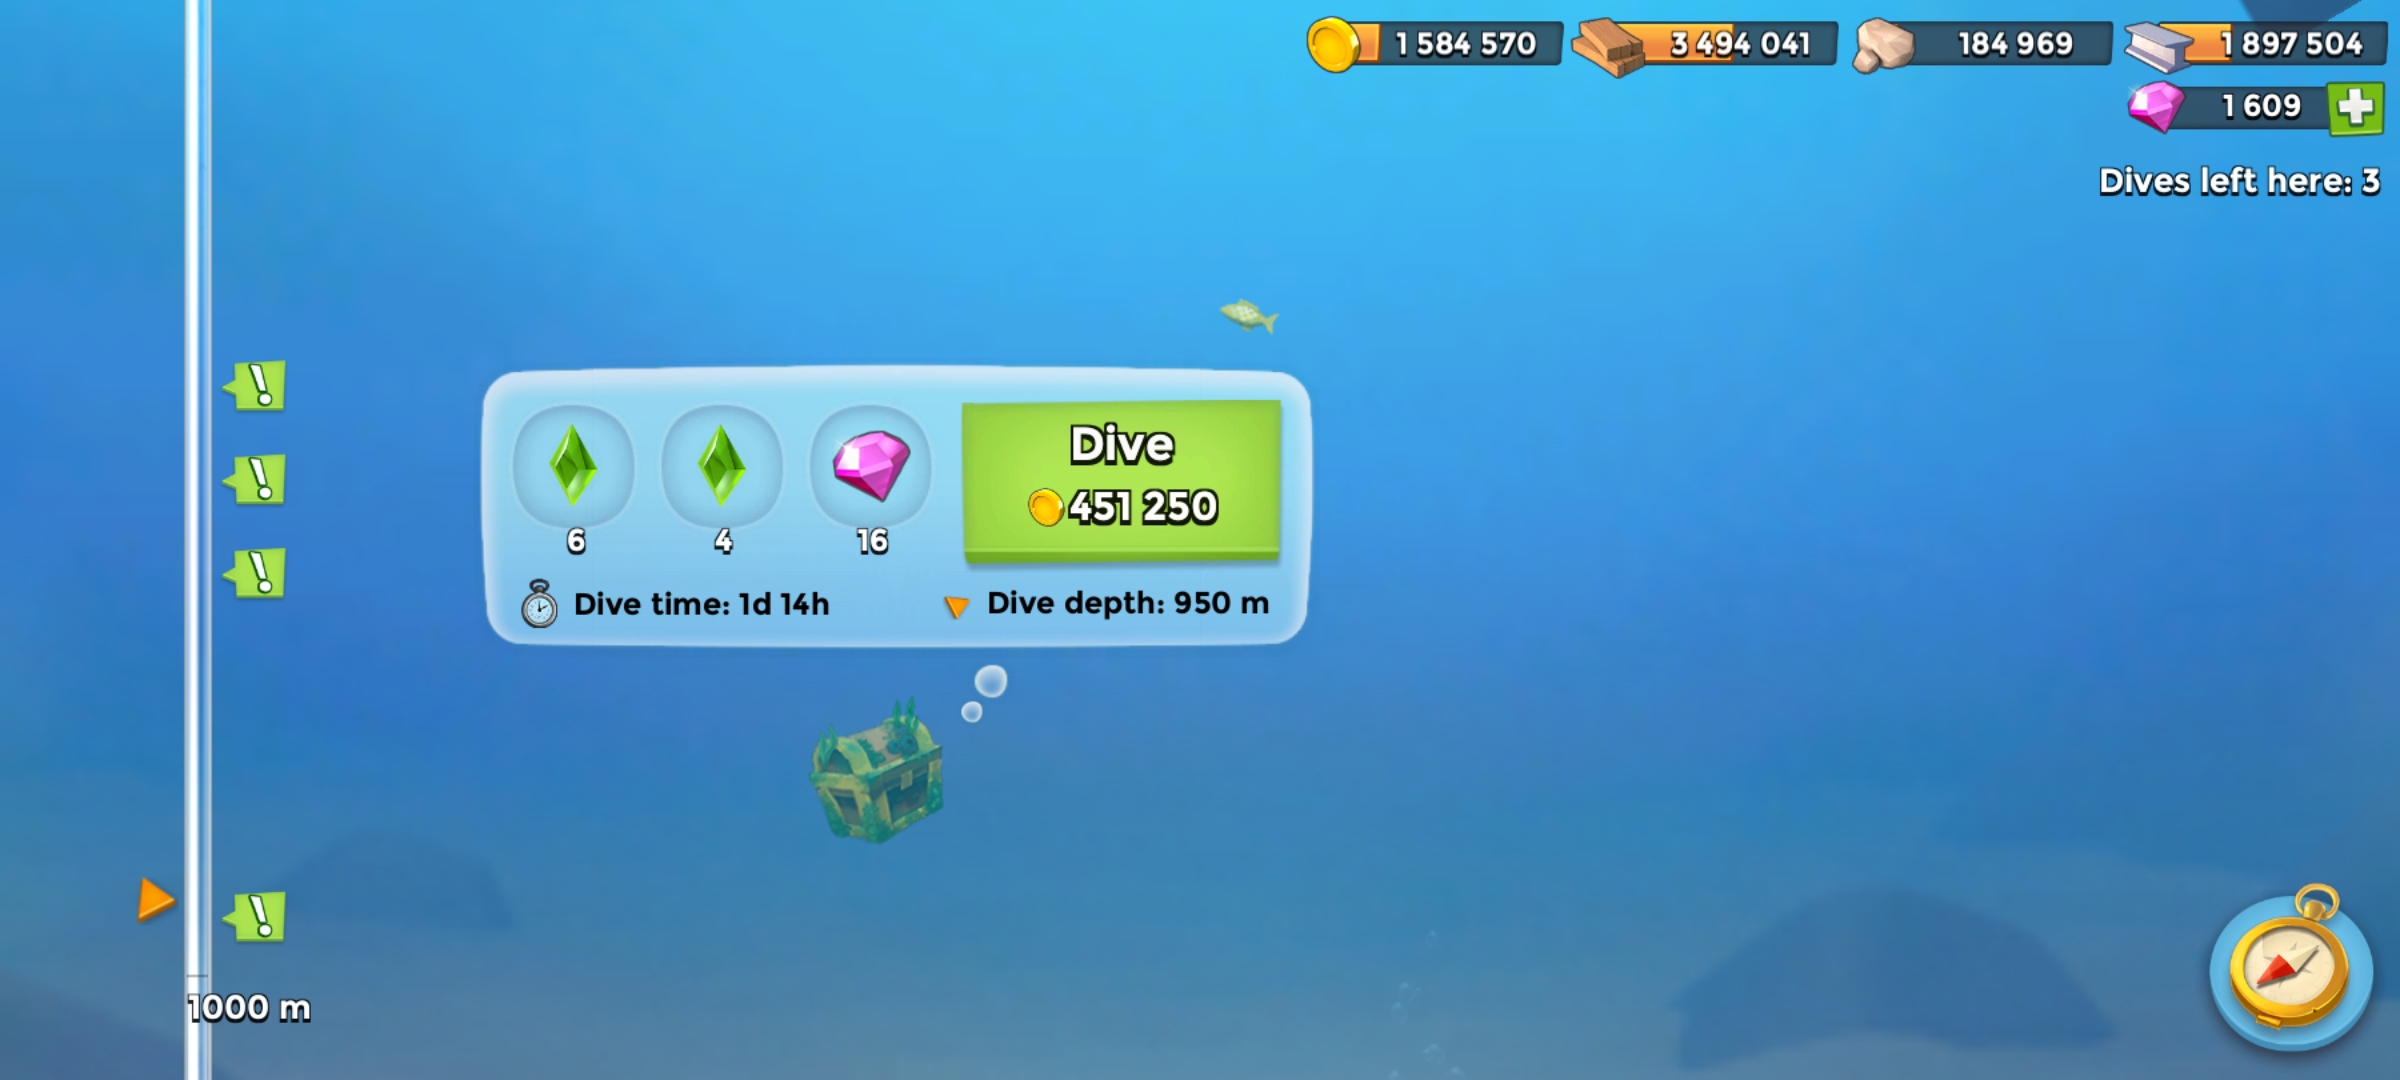 1 584 570
3 494 041
184 969
1 897 504
1 609
Dives left here: 3
!
!
!
Dive
451 250
6
4
16
Dive time: 1d 14h
Dive depth: 950 m
!
1000 m